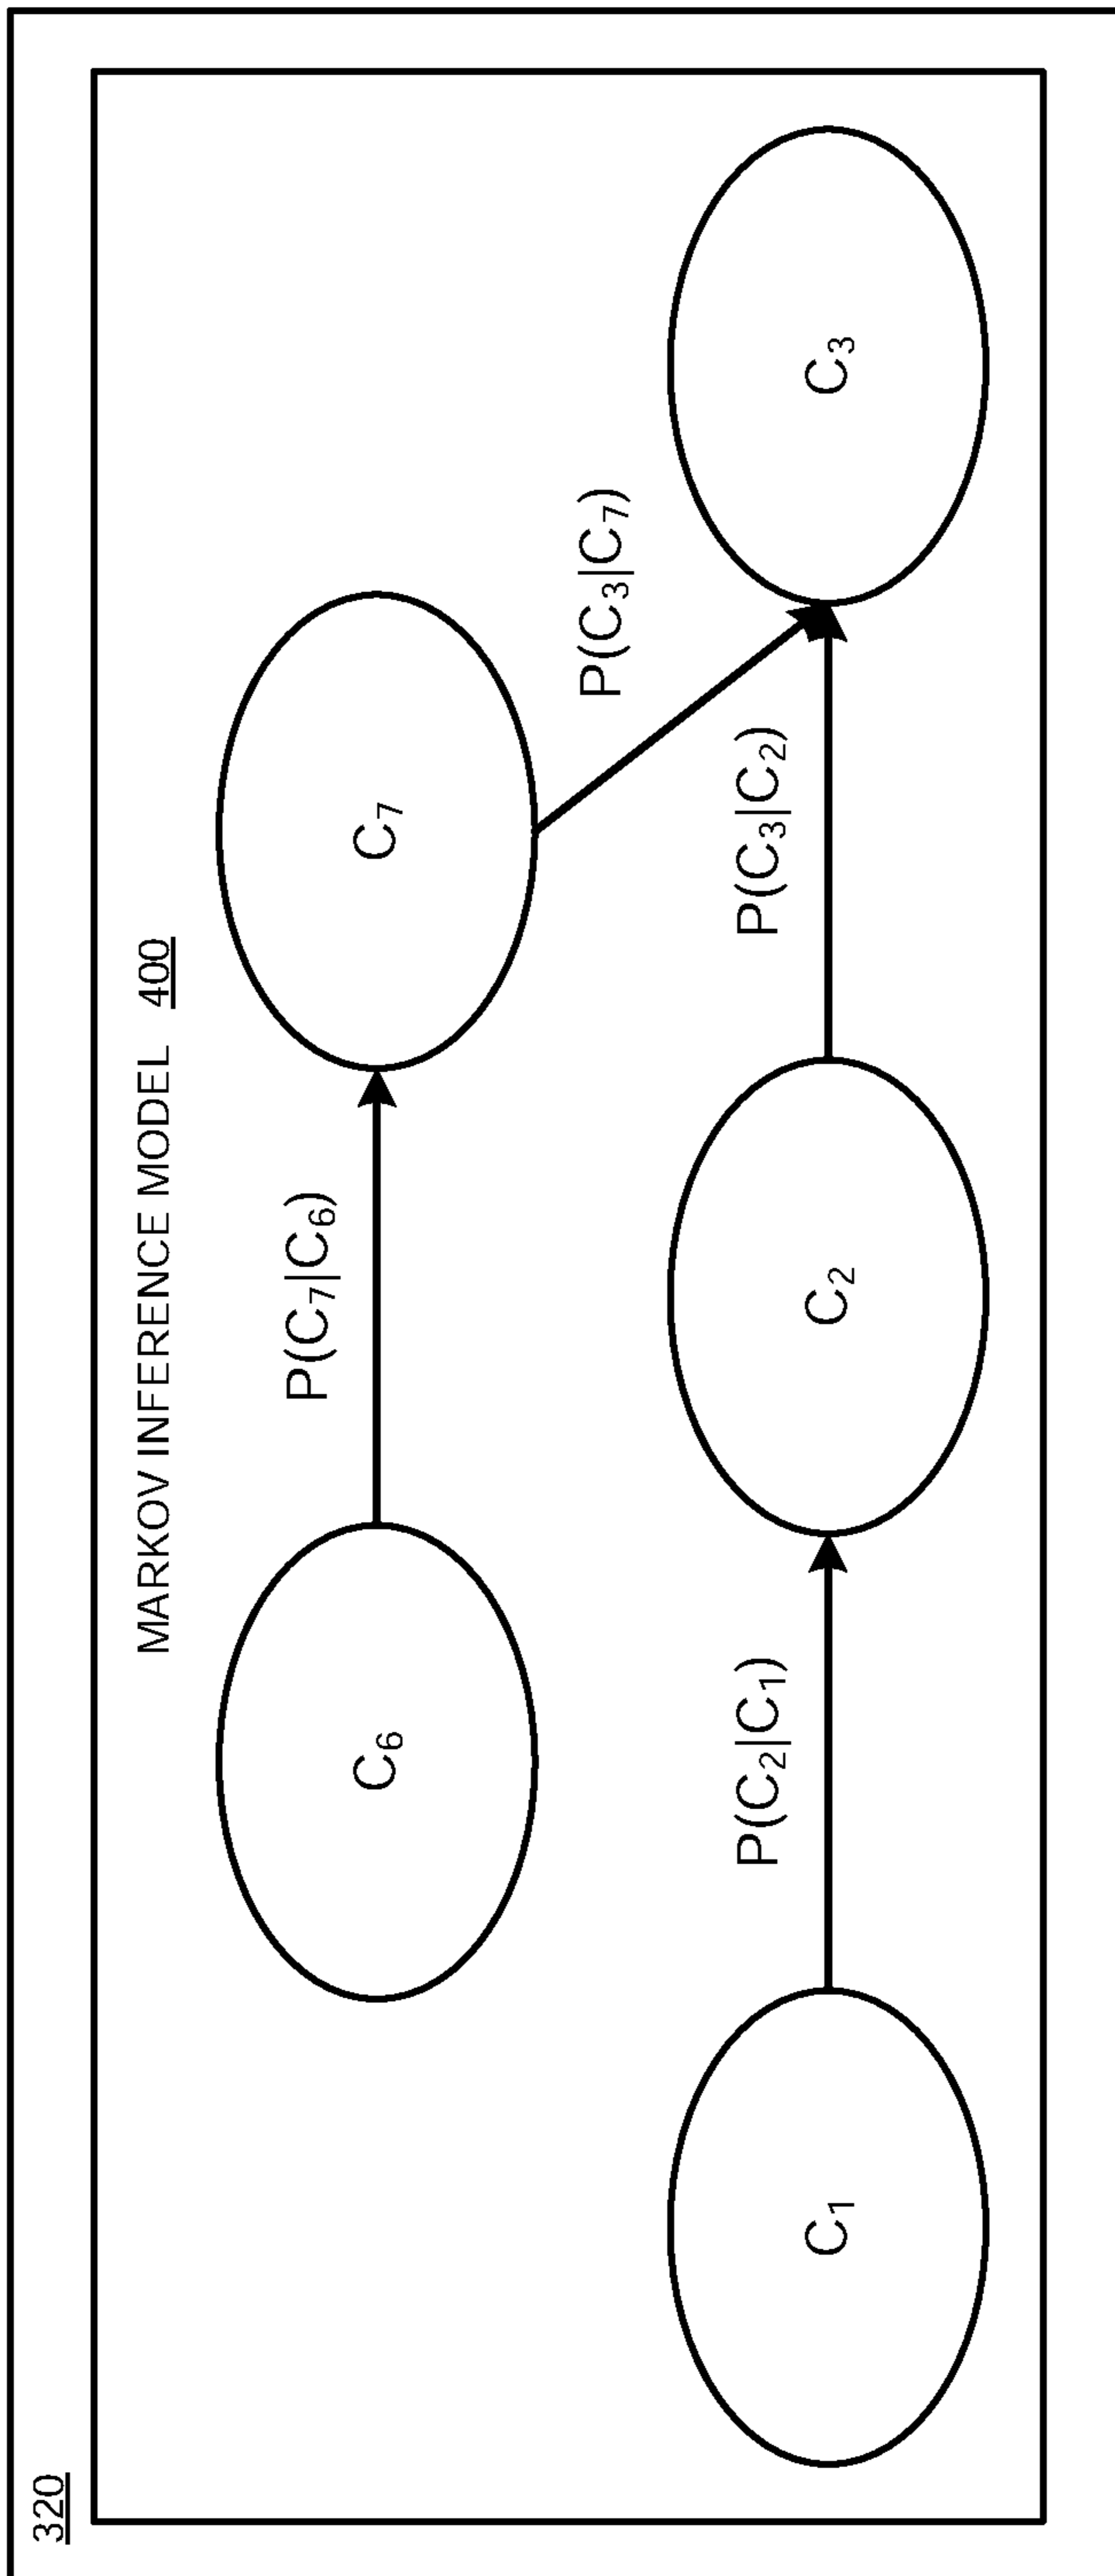 320
MARKOV INFERENCE MODEL 400
P(C₇|C₆)
C₆
C₇
P(C₃|C₇)
P(C₂|C₁)
P(C₃|C₂)
C₁
C₂
C₃